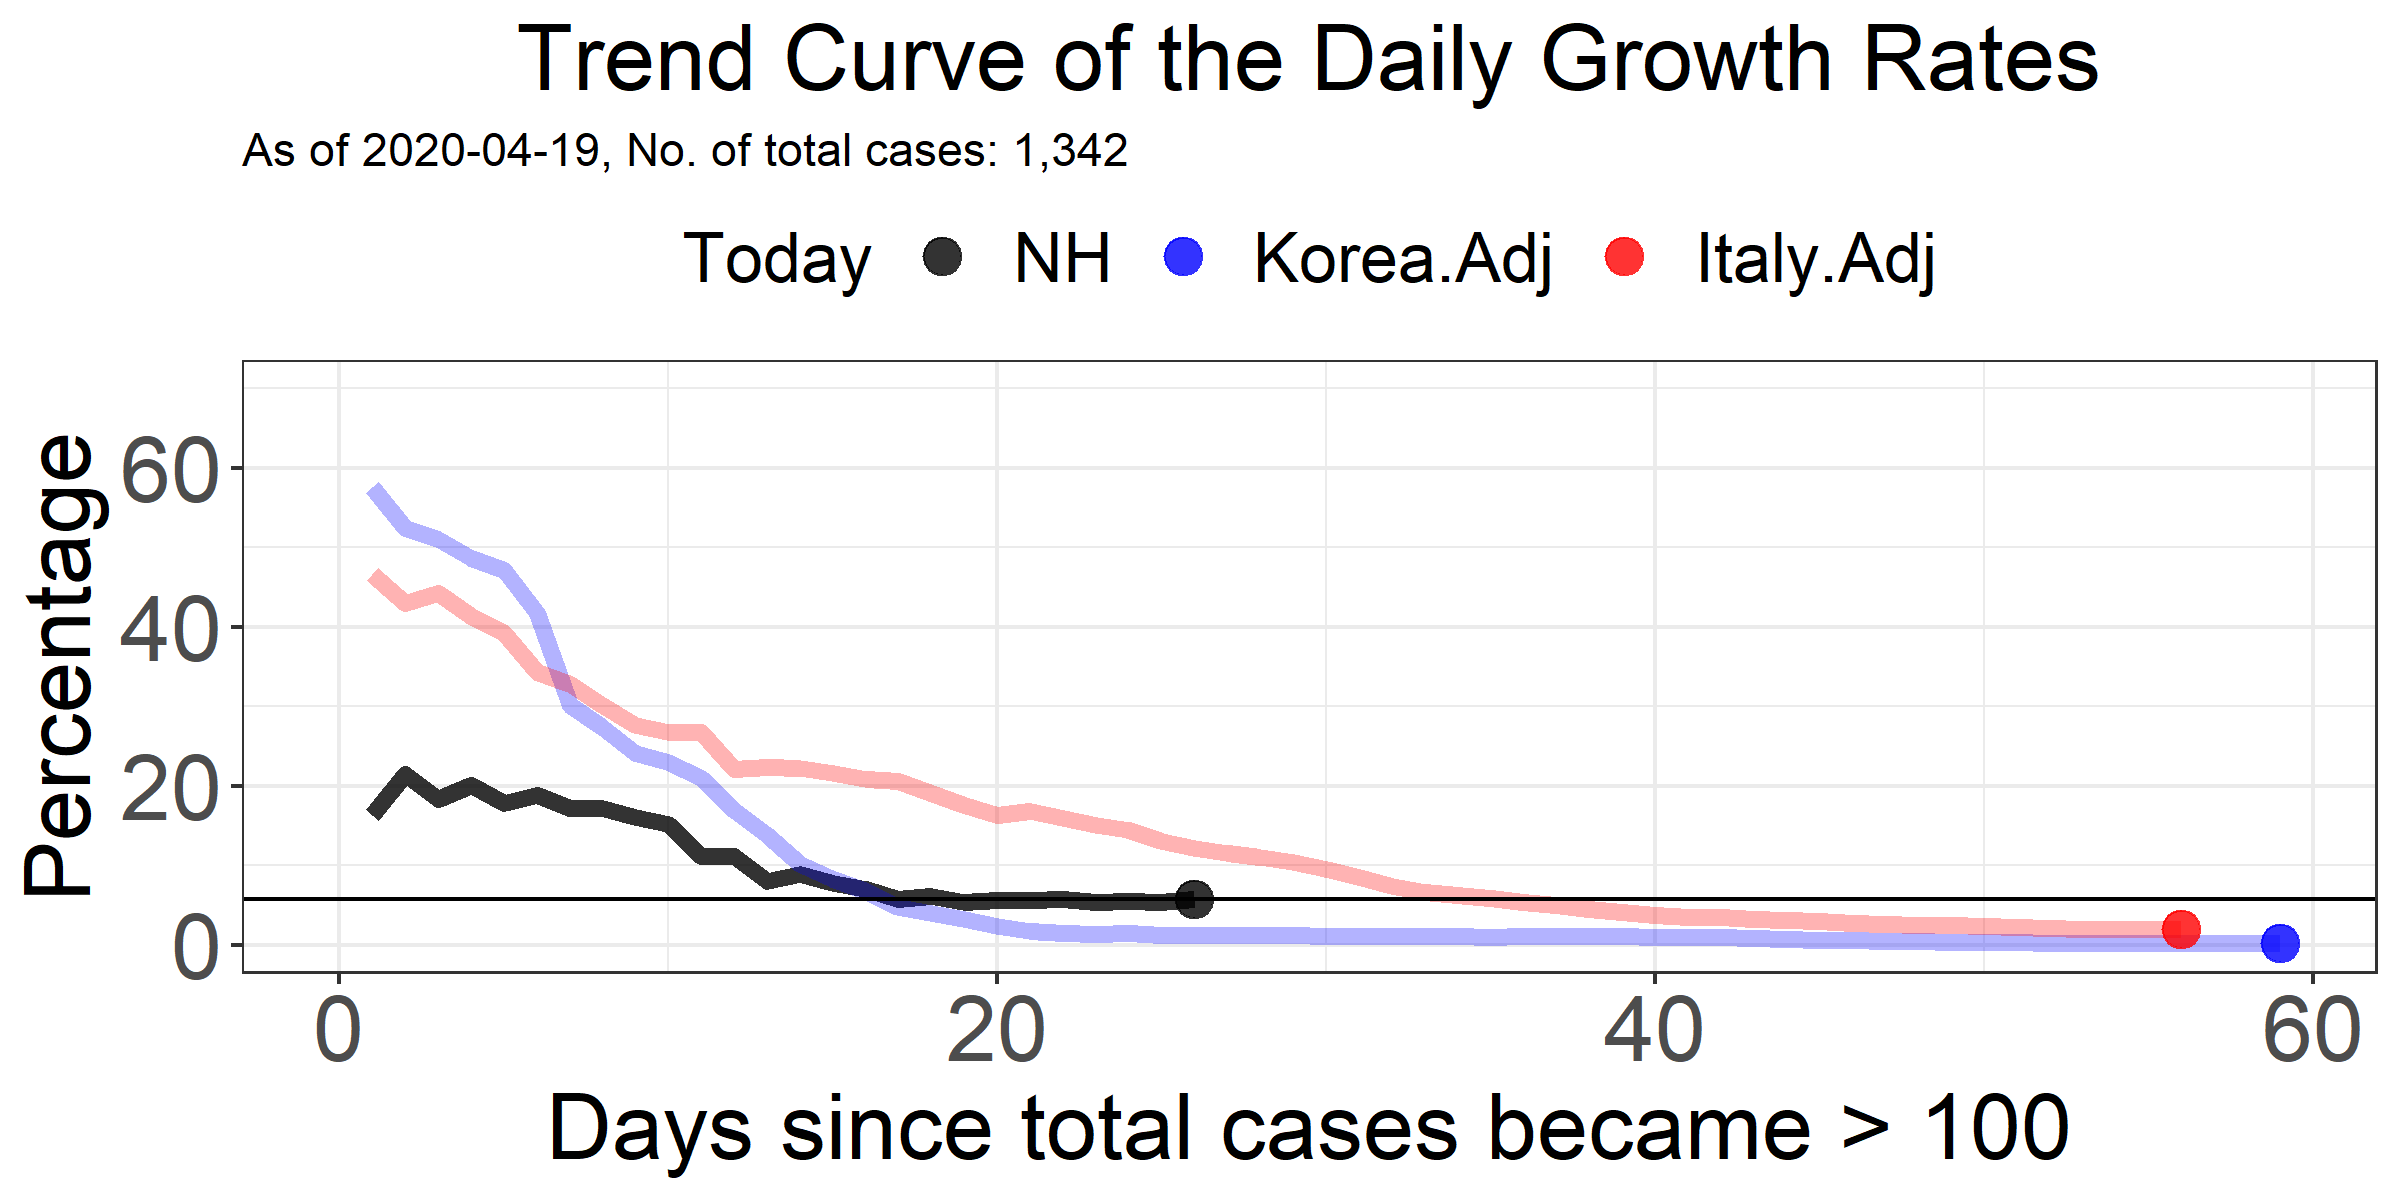 Trend Curve of the Daily Growth Rates
As of 2020-04-19, No. of total cases: 1,342
Today NH Korea.Adj Italy.Adj
Percentage
60
40
20
0
0 20 40 60
Days since total cases became > 100